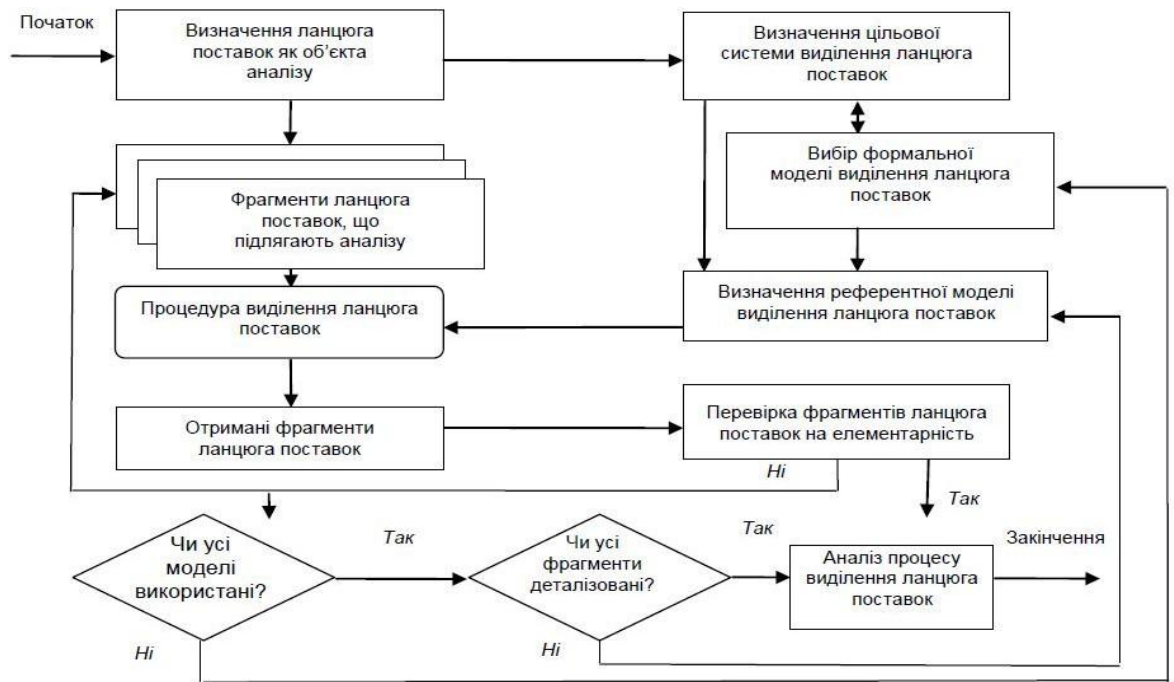 Початок
Визначення ланцюга
поставок як об’єкта
аналізу
Визначення цільової
системи виділення ланцюга
поставок
Вибір формальної
моделі виділення ланцюга
поставок
Фрагменти ланцюга
поставок, що
підлягають аналізу
Процедура виділення ланцюга
поставок
Визначення референтної моделі
виділення ланцюга поставок
Отримані фрагменти
ланцюга поставок
Перевірка фрагментів ланцюга
поставок на елементарність
Ні
Так
Чи усі
моделі
використані?
Так
Чи усі
фрагменти
деталізовані?
Так
Аналіз процесу
виділення ланцюга
поставок
Закінчення
Ні
Ні